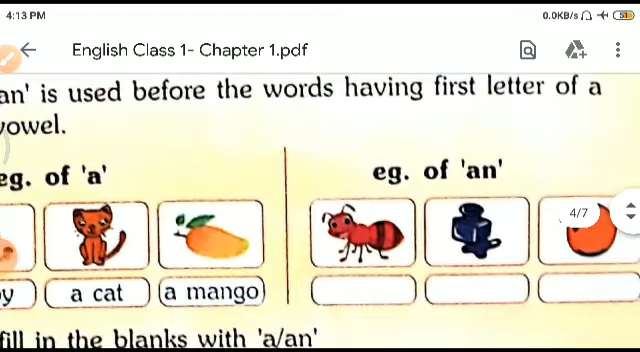 4:13 PM
0.0KB/s
51
English Class 1- Chapter 1.pdf
an' is used before the words having first letter of a
vowel.
eg. of 'a'
eg. of 'an'
4/7
y
a cat
a mango
fill in the blanks with 'a/an'